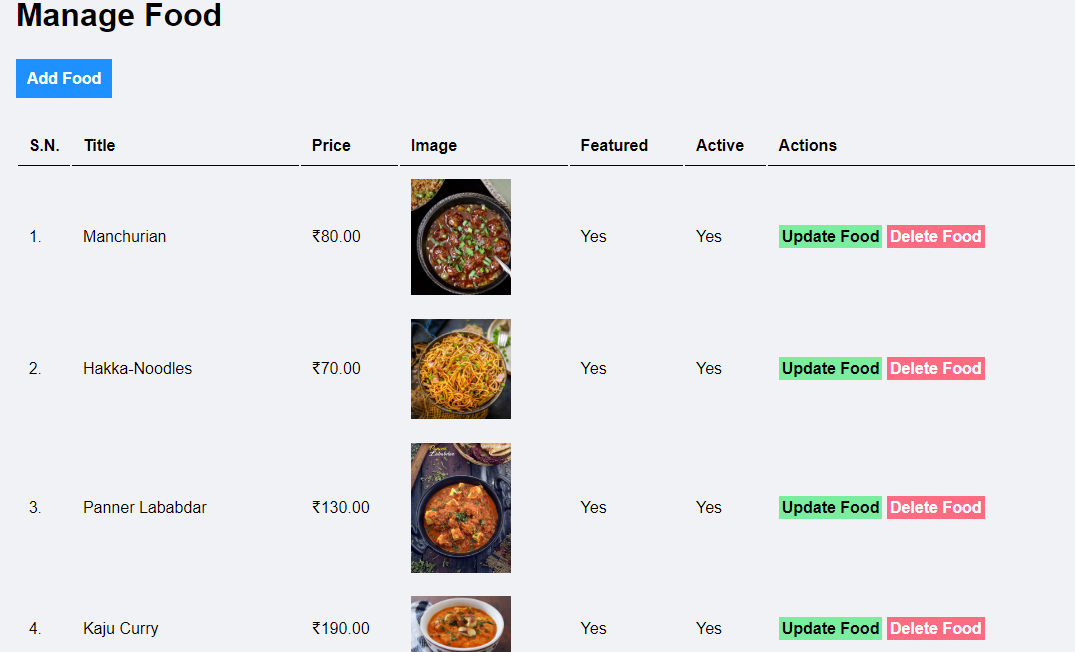 Manage Food
Add Food
S.N. Title Price Image Featured Active Actions
1. Manchurian ₹80.00 Yes Yes Update Food Delete Food
2. Hakka-Noodles ₹70.00 Yes Yes Update Food Delete Food
3. Panner Lababdar ₹130.00 Yes Yes Update Food Delete Food
4. Kaju Curry ₹190.00 Yes Yes Update Food Delete Food